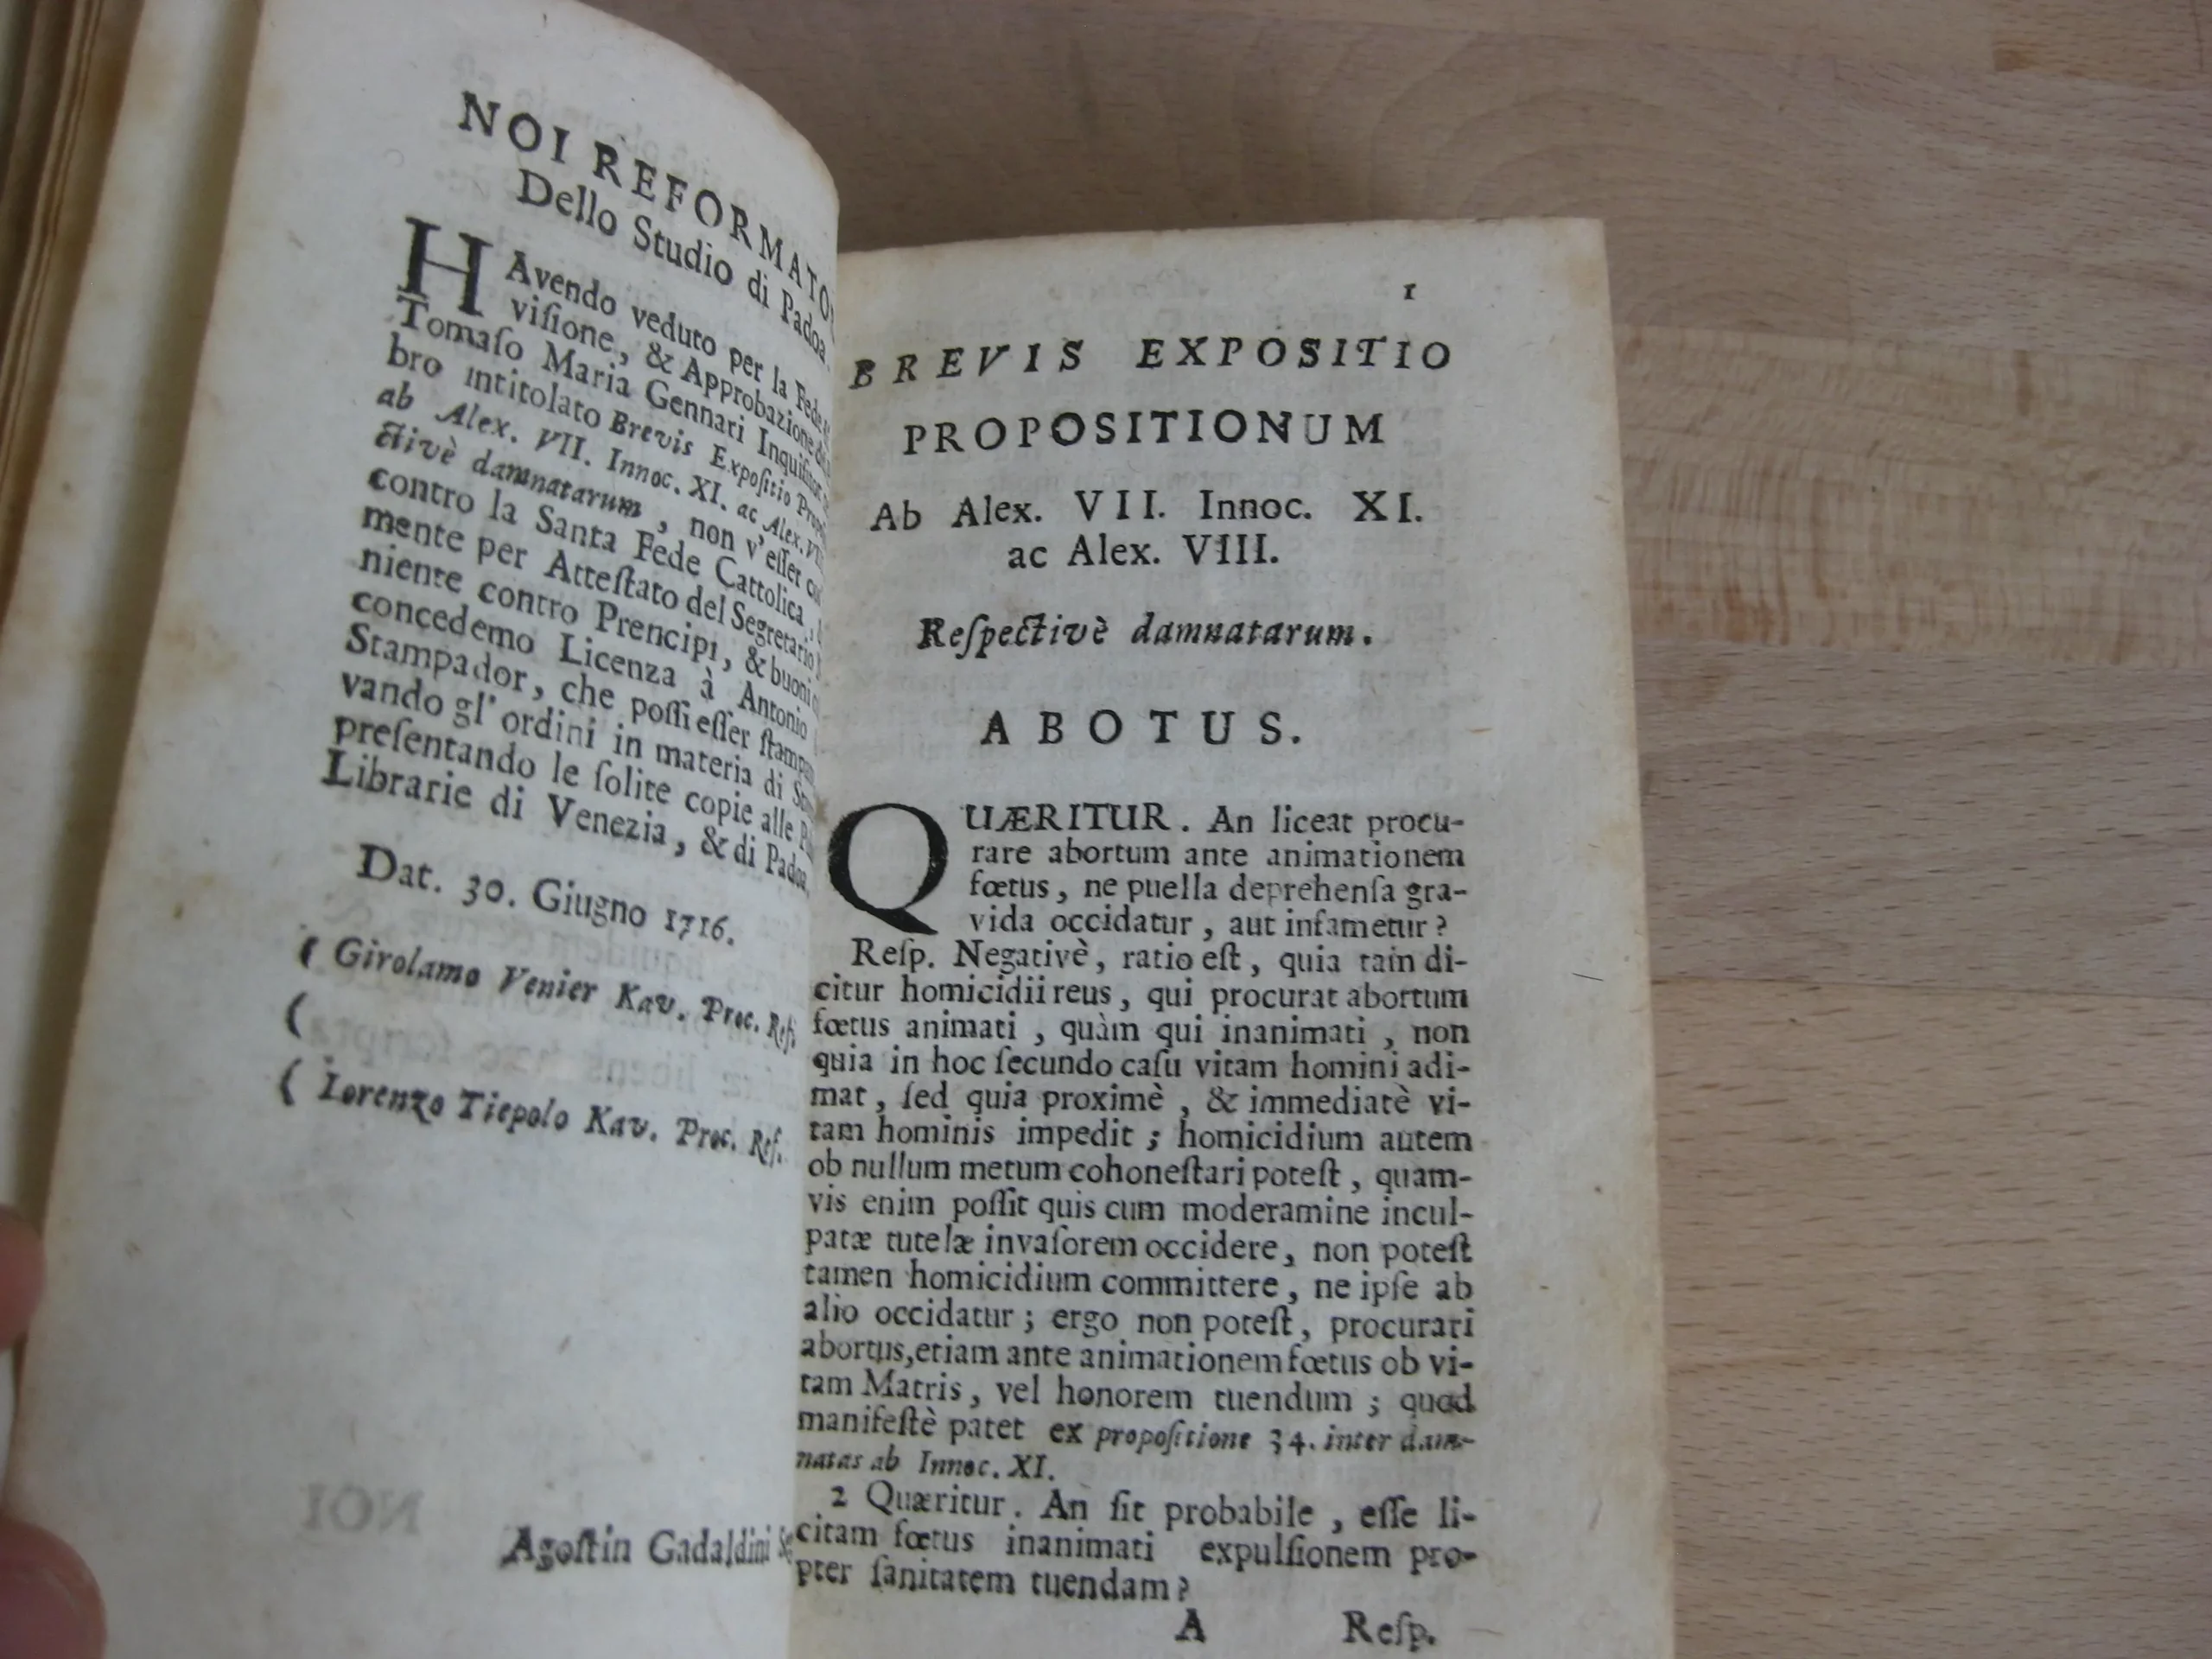 NOI REFORMATO
Dello Studio di Padoa.
HAvendo veduto per la Fede
visione, & Approbazione
Tomaso Maria Gennari Inquisitor
bro intitolato Brevis Expositio
ab Alex. VII. Innoc. XI. ac Alex.
ctivè damnatarum, non v'esser
contro la Santa Fede Cattolica,
mente per Attestato del Segretario
niente contro Prencipi, & buoni
concedemo Licenza à Antonio
Stampador, che possi esser
vando gl' ordini in materia di
presentando le solite copie alle
Librarie di Venezia, & di Padoa.
Dat. 30. Giugno 1716.
( Girolamo Venier Kav. Proc. Ref.
(
( Lorenzo Tiepolo Kav. Proc. Ref.
Agostin Gadaldini
1
BREVIS EXPOSITIO
PROPOSITIONUM
Ab Alex. VII. Innoc. XI.
ac Alex. VIII.
Respectivè damnatarum.
ABOTUS.
QUÆRITUR. An liceat procu-
rare abortum ante animationem
fœtus, ne puella deprehensa gra-
vida occidatur, aut infametur?
Resp. Negativè, ratio est, quia tam di-
citur homicidii reus, qui procurat abortum
fœtus animati, quàm qui inanimati, non
quia in hoc secundo casu vitam homini adi-
mat, sed quia proximè, & immediatè vi-
tam hominis impedit; homicidium autem
ob nullum metum cohonestari potest, quam-
vis enim possit quis cum moderamine incul-
patæ tutelæ invasorem occidere, non potest
tamen homicidium committere, ne ipse ab
alio occidatur; ergo non potest, procurari
abortus, etiam ante animationem fœtus ob vi-
tam Matris, vel honorem tuendum; quod
manifestè patet ex propositione 34. inter dam-
natas ab Innoc. XI.
2 Quæritur. An sit probabile, esse li-
citam fœtus inanimati expulsionem pro-
pter sanitatem tuendam?
A Resp.